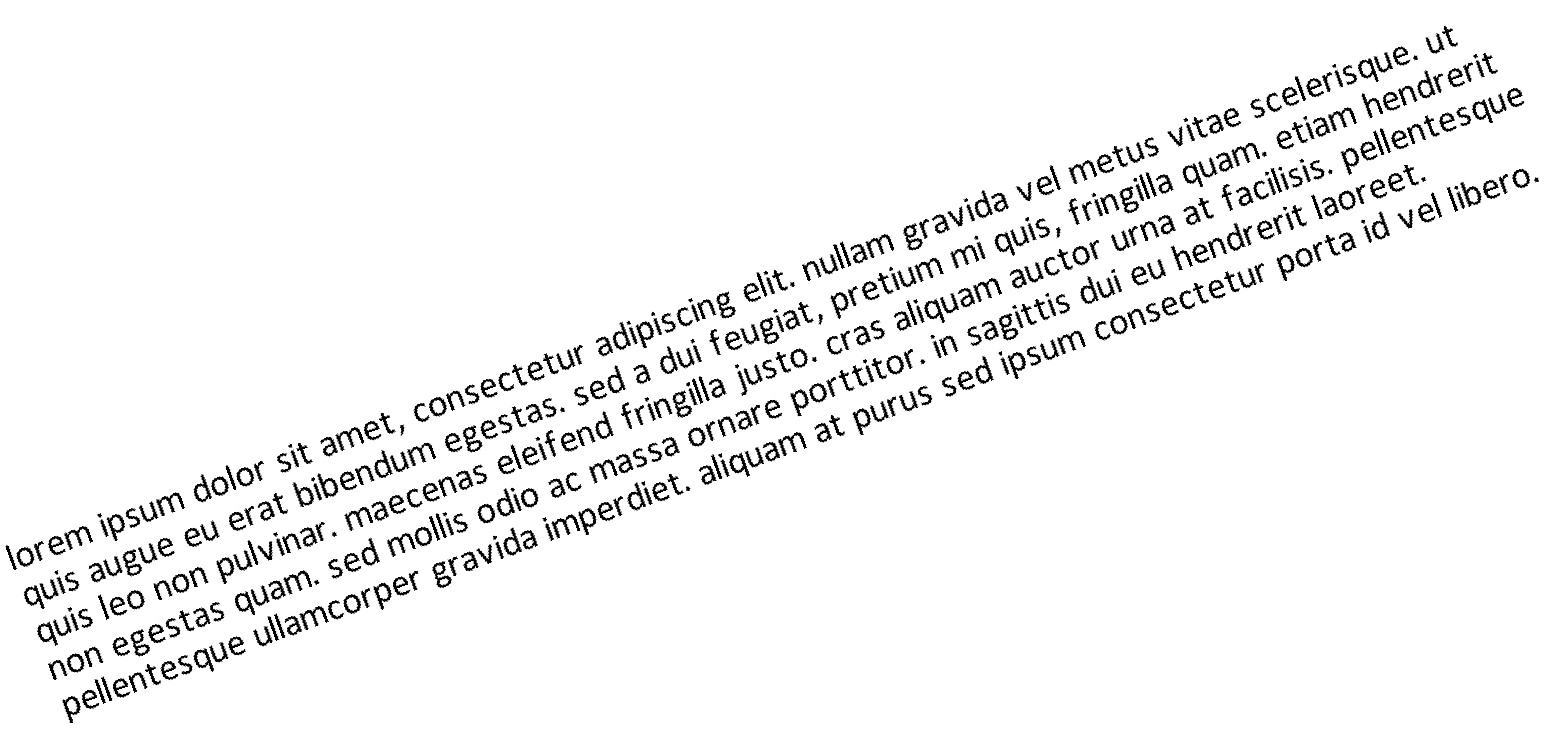 lorem ipsum dolor sit amet, consectetur adipiscing elit. nullam gravida vel metus vitae scelerisque. ut
quis augue eu erat bibendum egestas. sed a dui feugiat, pretium mi quis, fringilla quam. etiam hendrerit
quis leo non pulvinar. maecenas eleifend fringilla justo. cras aliquam auctor urna at facilisis. pellentesque
non egestas quam. sed mollis odio ac massa ornare porttitor. in sagittis dui eu hendrerit laoreet.
pellentesque ullamcorper gravida imperdiet. aliquam at purus sed ipsum consectetur porta id vel libero.